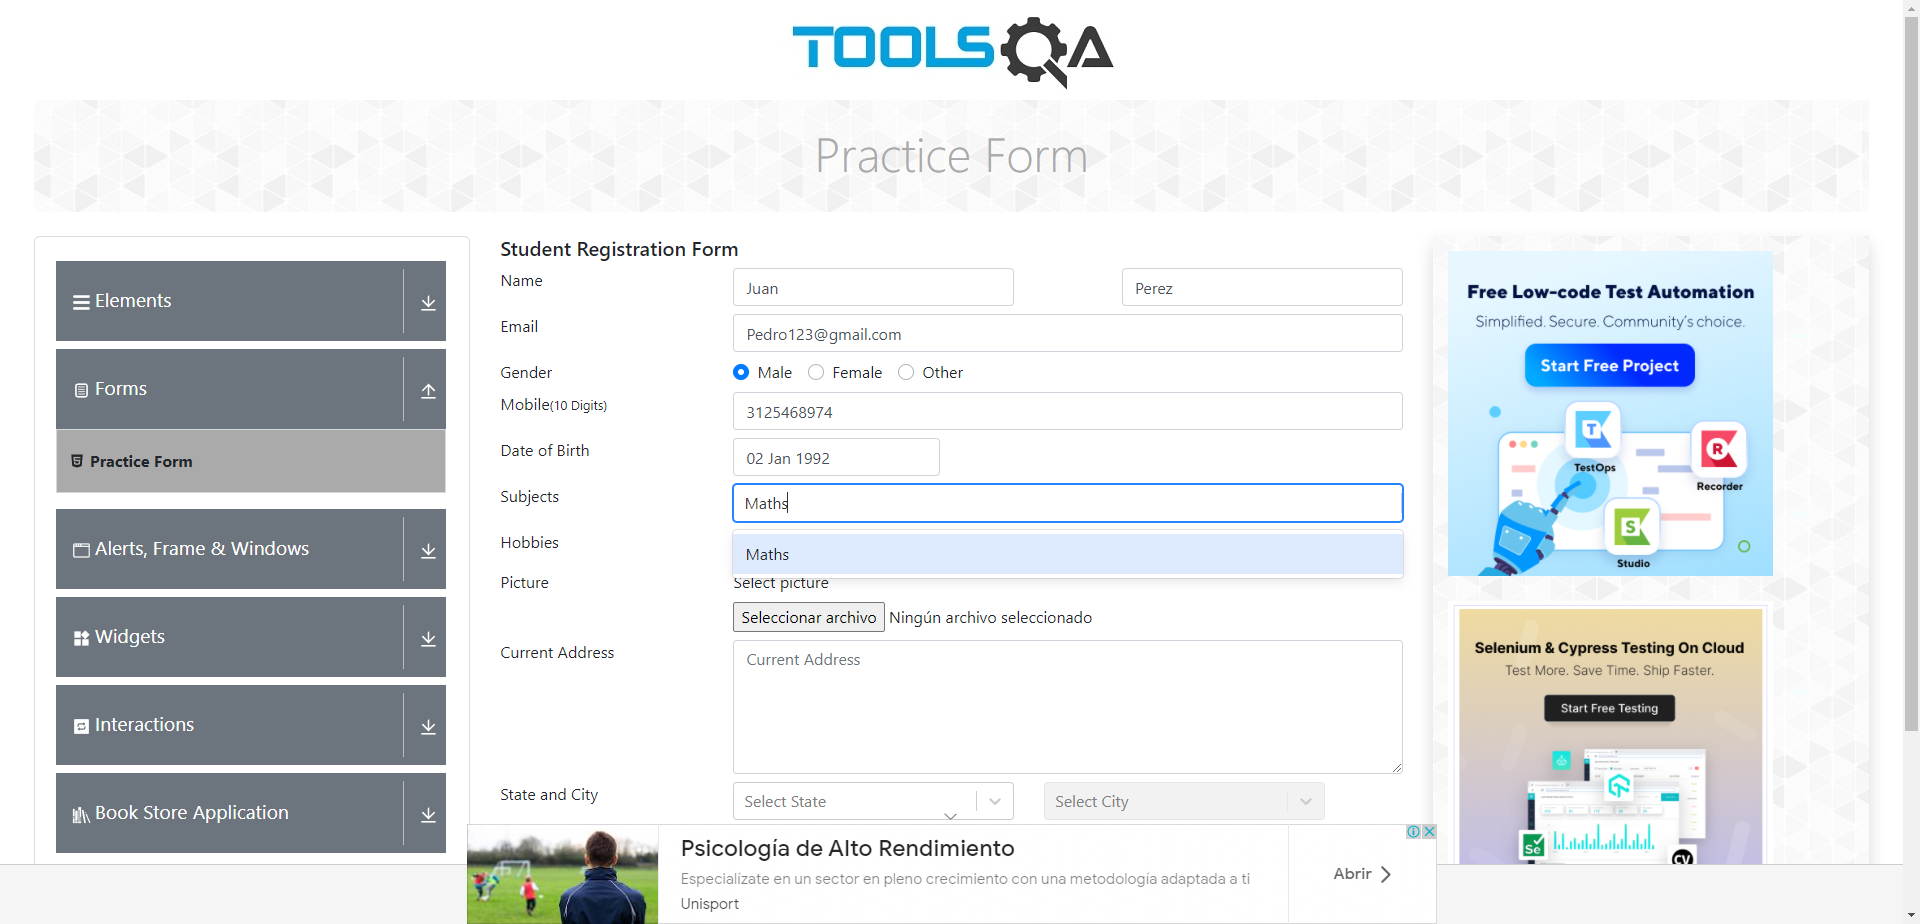 TOOLSQA
Practice Form
Elements
Forms
Practice Form
Alerts, Frame & Windows
Widgets
Interactions
Book Store Application
Student Registration Form
Name
Juan
Perez
Email
Pedro123@gmail.com
Gender
Male
Female
Other
Mobile(10 Digits)
3125468974
Date of Birth
02 Jan 1992
Subjects
Maths
Maths
Hobbies
Picture
Select picture
Seleccionar archivo Ningún archivo seleccionado
Current Address
Current Address
State and City
Select State
Select City
Free Low-code Test Automation
Simplified. Secure. Community's choice.
Start Free Project
T
TestOps
R
Recorder
S
Studio
Selenium & Cypress Testing On Cloud
Test More. Save Time. Ship Faster.
Start Free Testing
Se
CY
Psicología de Alto Rendimiento
Especialízate en un sector en pleno crecimiento con una metodología adaptada a ti
Unisport
Abrir